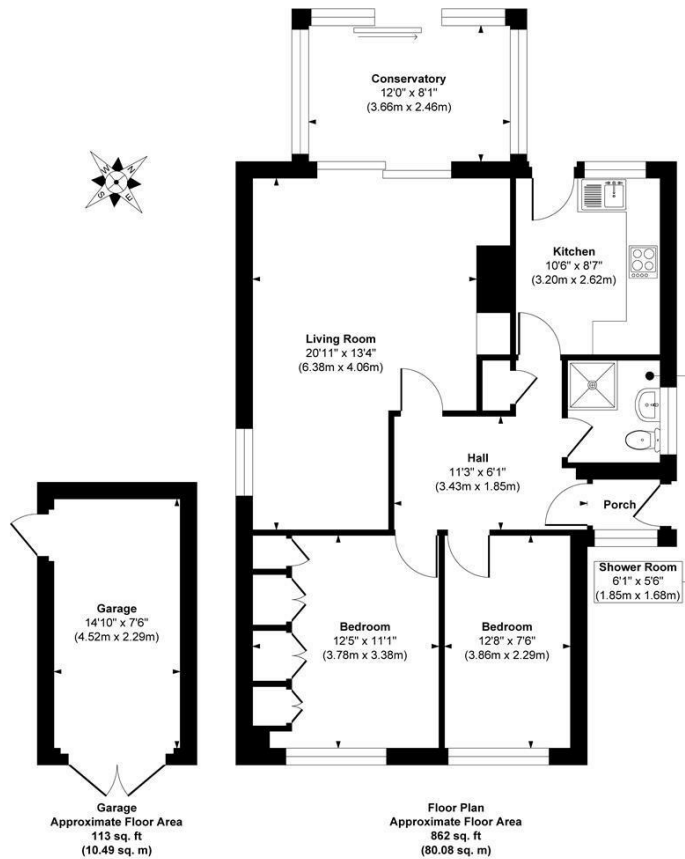 Conservatory
12'0" x 8'1"
(3.66m x 2.46m)
N
W
E
S
Kitchen
10'6" x 8'7"
(3.20m x 2.62m)
Living Room
20'11" x 13'4"
(6.38m x 4.06m)
Hall
11'3" x 6'1"
(3.43m x 1.85m)
Porch
Shower Room
6'1" x 5'6"
(1.85m x 1.68m)
Garage
14'10" x 7'6"
(4.52m x 2.29m)
Bedroom
12'5" x 11'1"
(3.78m x 3.38m)
Bedroom
12'8" x 7'6"
(3.86m x 2.29m)
Garage
Approximate Floor Area
113 sq. ft
(10.49 sq. m)
Floor Plan
Approximate Floor Area
862 sq. ft
(80.08 sq. m)